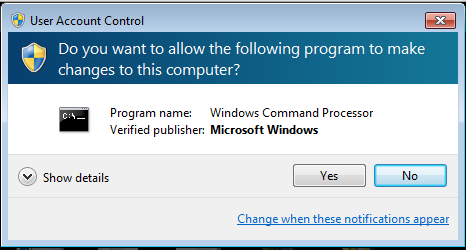 User Account Control
Do you want to allow the following program to make
changes to this computer?
C:\.
Program name: Windows Command Processor
Verified publisher: Microsoft Windows
Show details
Yes
No
Change when these notifications appear